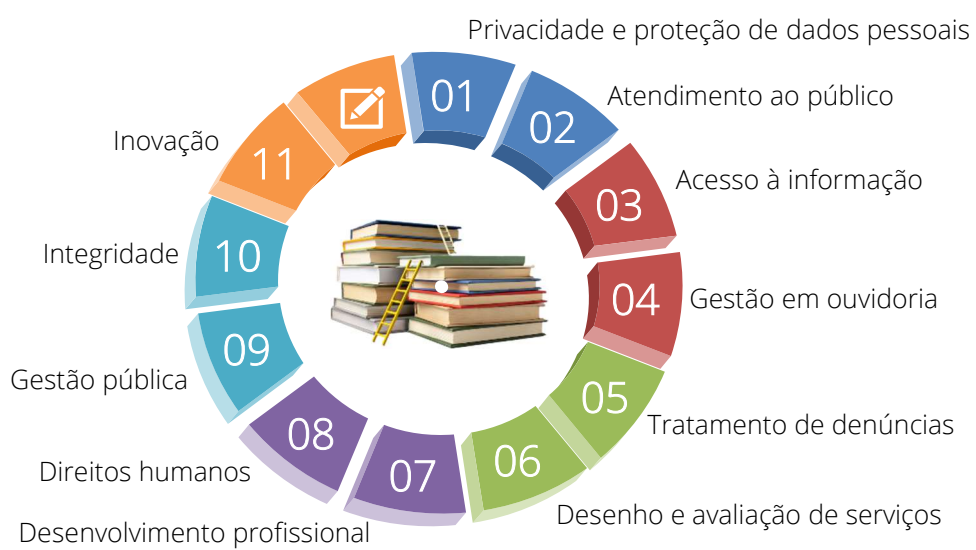 01
Privacidade e proteção de dados pessoais
02
Atendimento ao público
03
Acesso à informação
04
Gestão em ouvidoria
05
Tratamento de denúncias
06
Desenho e avaliação de serviços
07
Desenvolvimento profissional
08
Direitos humanos
09
Gestão pública
10
Integridade
11
Inovação